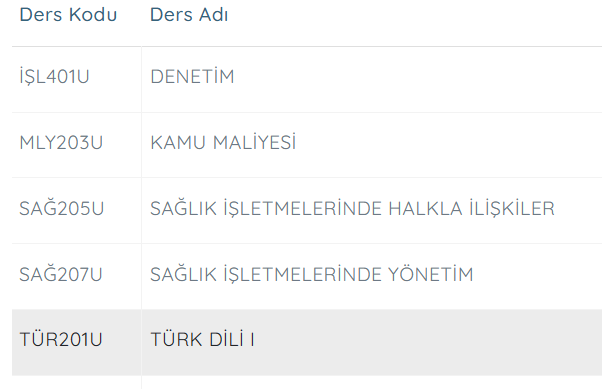 Ders Kodu Ders Adı
İŞL401U DENETİM
MLY203U KAMU MALİYESİ
SAĞ205U SAĞLIK İŞLETMELERİNDE HALKLA İLİŞKİLER
SAĞ207U SAĞLIK İŞLETMELERİNDE YÖNETİM
TÜR201U TÜRK DİLİ I